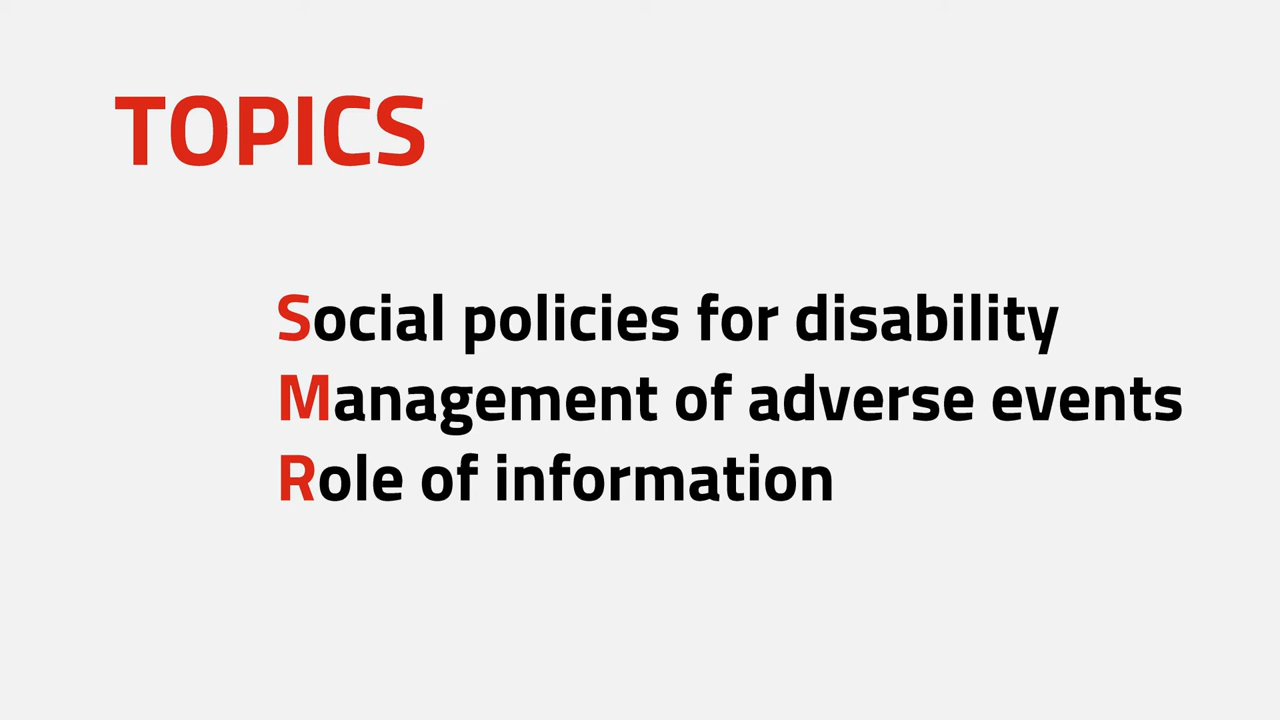 TOPICS
Social policies for disability
Management of adverse events
Role of information